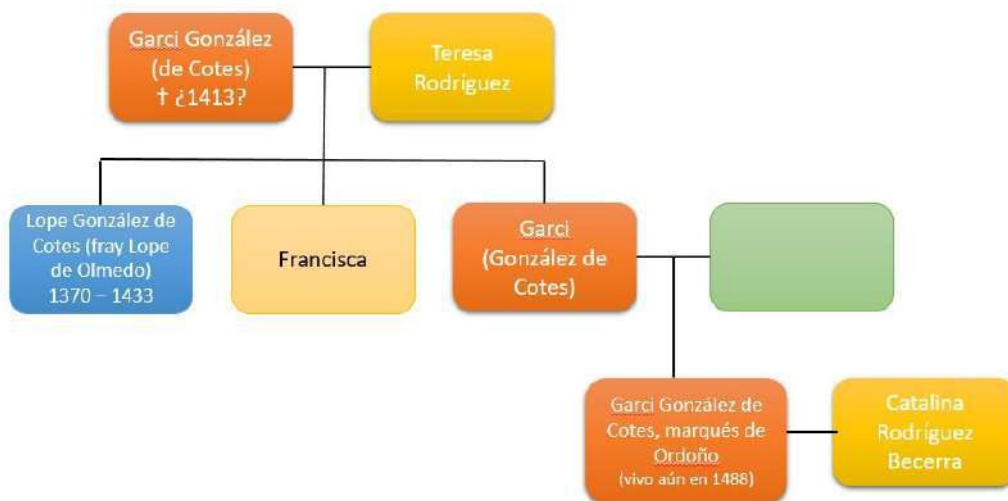 Garci González
(de Cotes)
† ¿1413?
Teresa
Rodríguez
Lope González de
Cotes (fray Lope
de Olmedo)
1370 – 1433
Francisca
Garci
(González de
Cotes)
Garci González de
Cotes, marqués de
Ordoño
(vivo aún en 1488)
Catalina
Rodríguez
Becerra